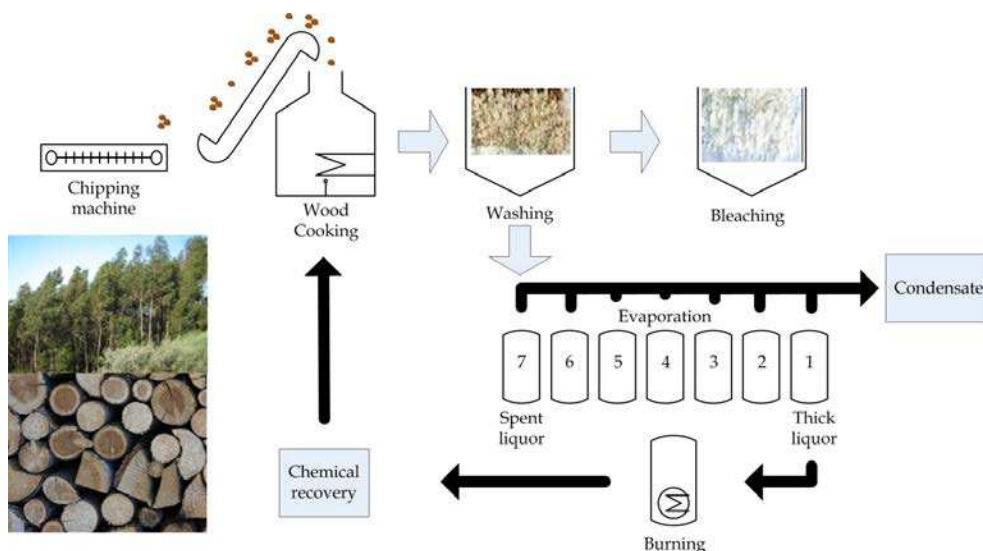 Chipping
machine
Wood
Cooking
Washing
Bleaching
Condensate
Evaporation
7 6 5 4 3 2 1
Spent
liquor
Thick
liquor
Chemical
recovery
Burning